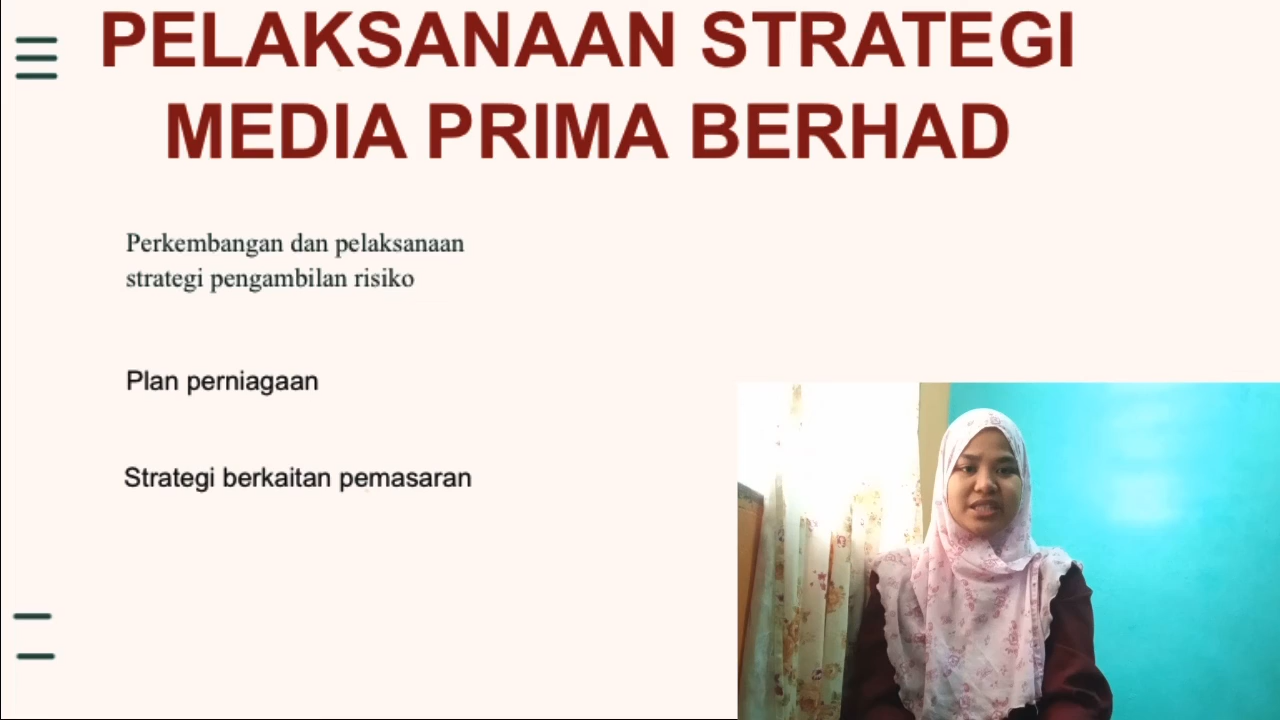 PELAKSANAAN STRATEGI
MEDIA PRIMA BERHAD
Perkembangan dan pelaksanaan
strategi pengambilan risiko
Plan perniagaan
Strategi berkaitan pemasaran